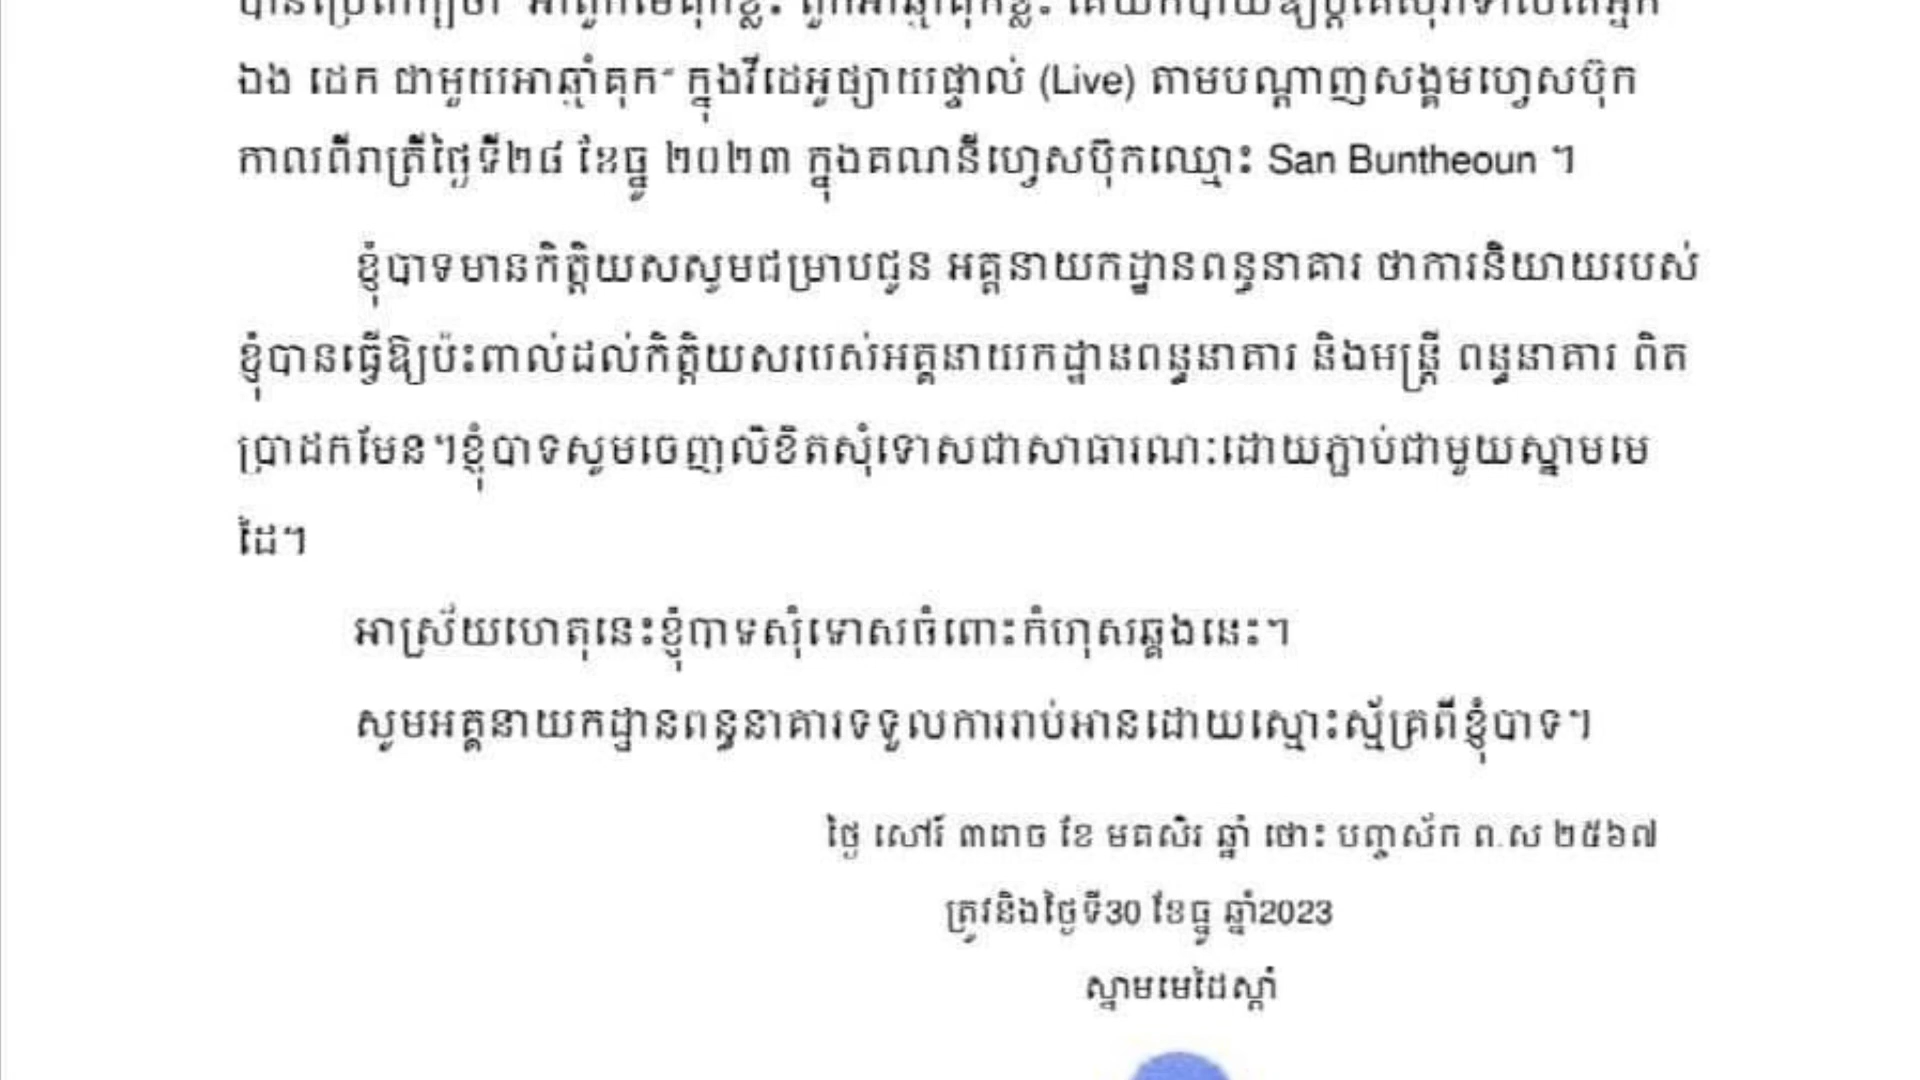 ឯង ដេក ជាមួយអាឆ្មាំគុក" ក្នុងវីដេអូផ្សាយផ្ទាល់ (Live) តាមបណ្តាញសង្គមហ្វេសប៊ុក
កាលពីរាត្រីថ្ងៃទី២៨ ខែធ្នូ ២០២៣ ក្នុងគណនីហ្វេសប៊ុកឈ្មោះ San Buntheoun ។
ខ្ញុំបាទមានកិត្តិយសសូមជម្រាបជូន អគ្គនាយកដ្ឋានពន្ធនាគារ ថាការនិយាយរបស់
ខ្ញុំបានធ្វើឱ្យប៉ះពាល់ដល់កិត្តិយសរបស់អគ្គនាយកដ្ឋានពន្ធនាគារ និងមន្ត្រី ពន្ធនាគារ ពិត
ប្រាដកមែន។ខ្ញុំបាទសូមចេញលិខិតសុំទោសជាសាធារណៈដោយភ្ជាប់ជាមួយស្នាមមេ
ដៃ។
អាស្រ័យហេតុនេះខ្ញុំបាទសុំទោសចំពោះកំហុសឆ្គងនេះ។
សូមអគ្គនាយកដ្ឋានពន្ធនាគារទទួលការរាប់អានដោយស្មោះស្ម័គ្រពីខ្ញុំបាទ។
ថ្ងៃ សៅរ៍ ៣រោច ខែ មគសិរ ឆ្នាំ ថោះ បញ្ចស័ក ព.ស ២៥៦៧
ត្រូវនិងថ្ងៃទី30 ខែធ្នូ ឆ្នាំ2023
ស្នាមមេដៃស្តាំ